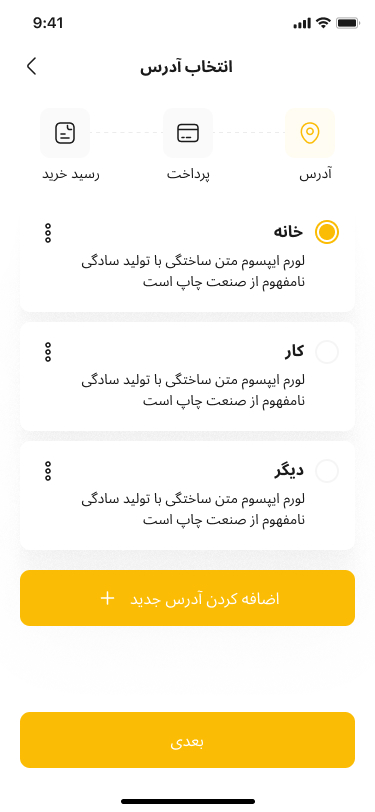 9:41
انتخاب آدرس
آدرس
پرداخت
رسید خرید
خانه
لورم ایپسوم متن ساختگی با تولید سادگی
نامفهوم از صنعت چاپ است
کار
لورم ایپسوم متن ساختگی با تولید سادگی
نامفهوم از صنعت چاپ است
دیگر
لورم ایپسوم متن ساختگی با تولید سادگی
نامفهوم از صنعت چاپ است
اضافه کردن آدرس جدید +
بعدی